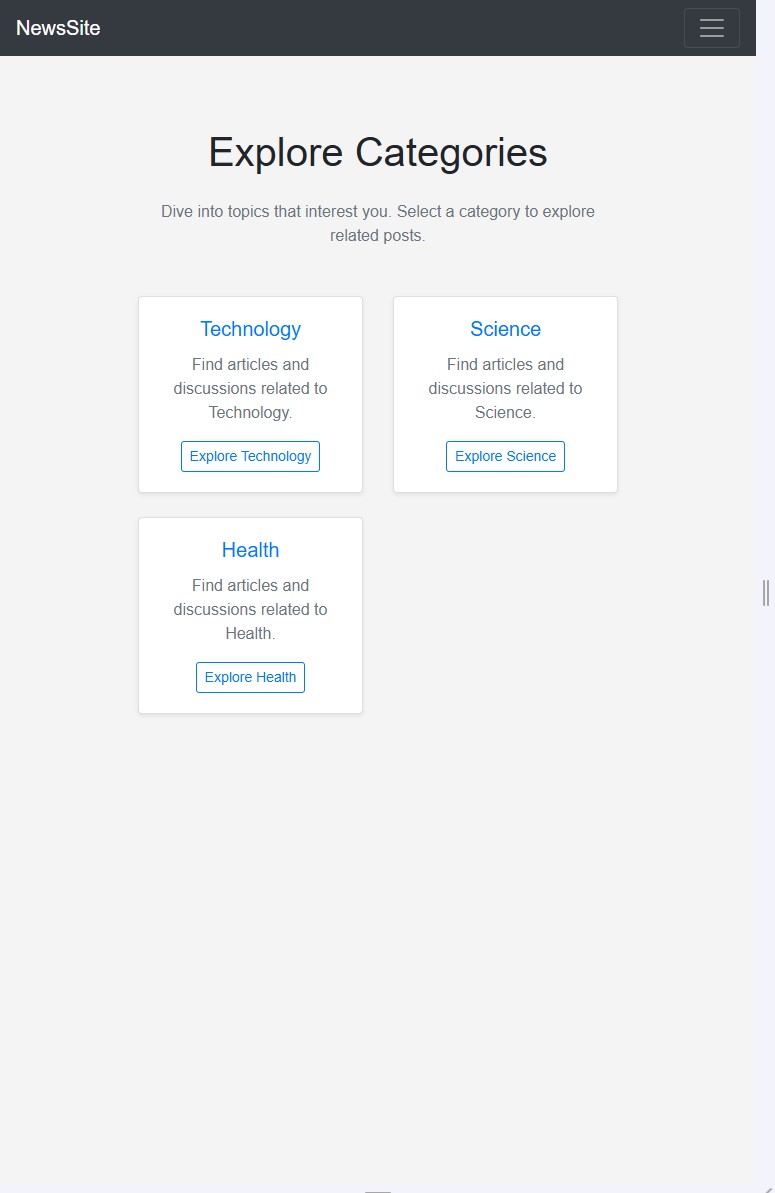 NewsSite
Explore Categories
Dive into topics that interest you. Select a category to explore
related posts.
Technology
Find articles and
discussions related to
Technology.
Explore Technology
Science
Find articles and
discussions related to
Science.
Explore Science
Health
Find articles and
discussions related to
Health.
Explore Health